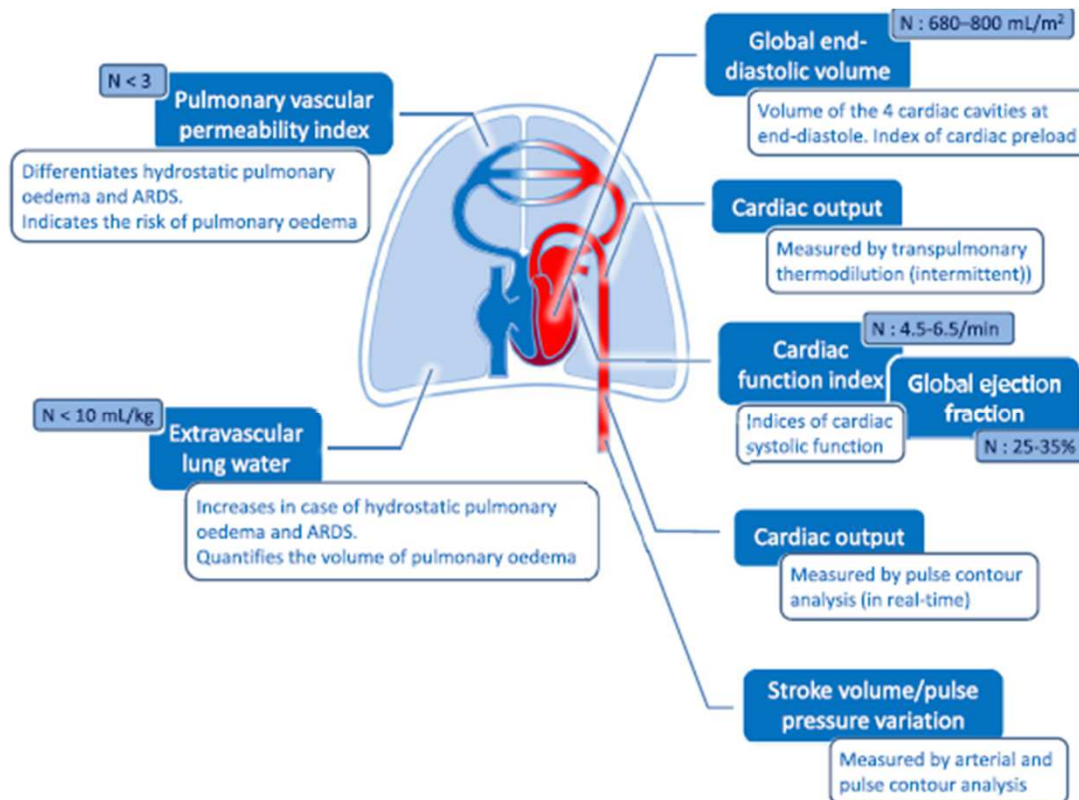 N < 3
Pulmonary vascular
permeability index
Differentiates hydrostatic pulmonary
oedema and ARDS.
Indicates the risk of pulmonary oedema
N < 10 mL/kg
Extravascular
lung water
Increases in case of hydrostatic pulmonary
oedema and ARDS.
Quantifies the volume of pulmonary oedema
N : 680–800 mL/m²
Global end-
diastolic volume
Volume of the 4 cardiac cavities at
end-diastole. Index of cardiac preload
Cardiac output
Measured by transpulmonary
thermodilution (intermittent))
N : 4.5-6.5/min
Cardiac
function index
Indices of cardiac
systolic function
Global ejection
fraction
N : 25-35%
Cardiac output
Measured by pulse contour
analysis (in real-time)
Stroke volume/pulse
pressure variation
Measured by arterial and
pulse contour analysis